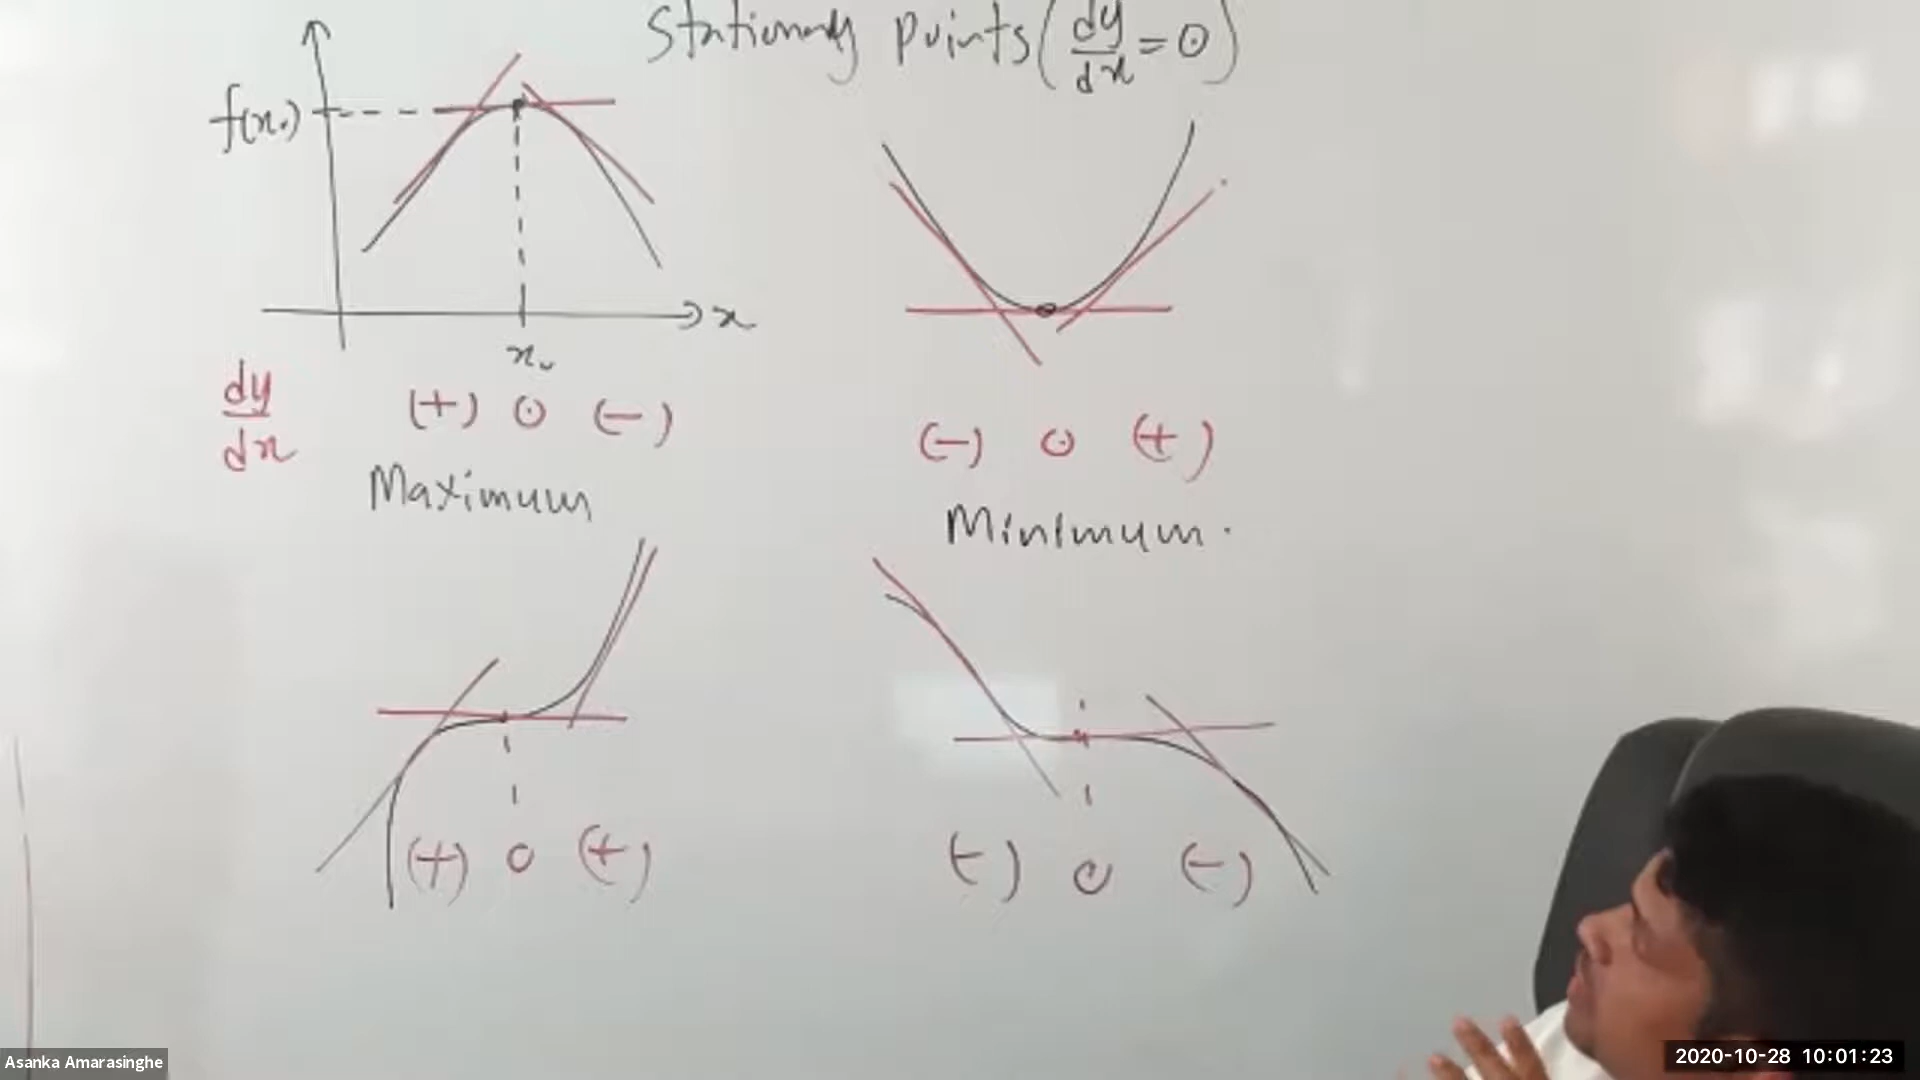 Stationary Points (dy/dx = 0)
f(x₀)
x
x₀
dy/dx (+) 0 (-)
(-) 0 (+)
Maximum
Minimum.
(+) 0 (+)
(-) 0 (-)
Asanka Amarasinghe
2020-10-28 10:01:23